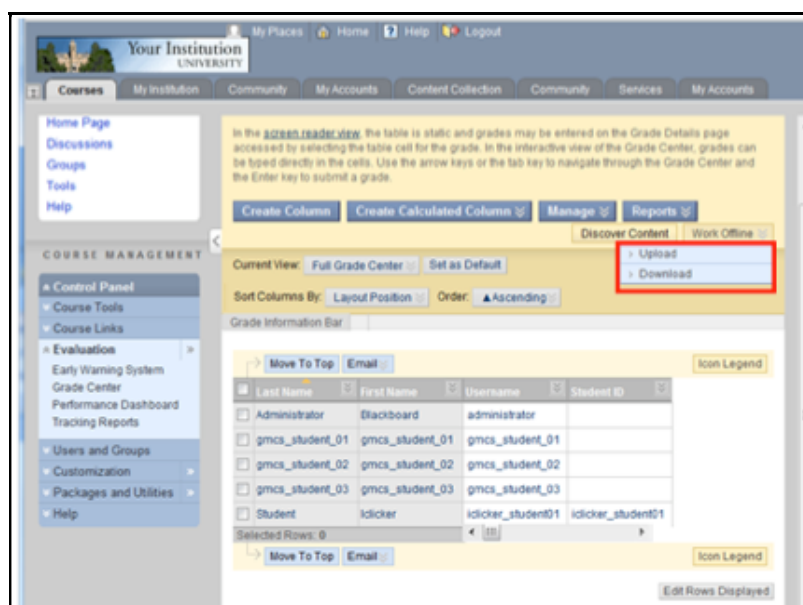 My Places Home Help Logout
Your Institution
UNIVERSITY
Courses My Institution Community My Accounts Content Collection Community Services My Accounts
Home Page
Discussions
Groups
Tools
Help
COURSE MANAGEMENT
Control Panel
Course Tools
Course Links
Evaluation
Early Warning System
Grade Center
Performance Dashboard
Tracking Reports
Users and Groups
Customization
Packages and Utilities
Help
In the screen reader view, the table is static and grades may be entered on the Grade Details page
accessed by selecting the table cell for the grade. In the interactive view of the Grade Center, grades can
be typed directly in the cells. Use the arrow keys or the tab key to navigate through the Grade Center and
the Enter key to submit a grade.
Create Column Create Calculated Column Manage Reports
Discover Content Work Offline
Upload
Download
Current View: Full Grade Center Set as Default
Sort Columns By: Layout Position Order: Ascending
Grade Information Bar
Move To Top Email Icon Legend
Last Name First Name Username Student ID
Administrator Blackboard administrator
gmcs_student_01 gmcs_student_01 gmcs_student_01
gmcs_student_02 gmcs_student_02 gmcs_student_02
gmcs_student_03 gmcs_student_03 gmcs_student_03
Student Iclicker iclicker_student01 iclicker_student01
Selected Rows: 0
Move To Top Email Icon Legend
Edit Rows Displayed